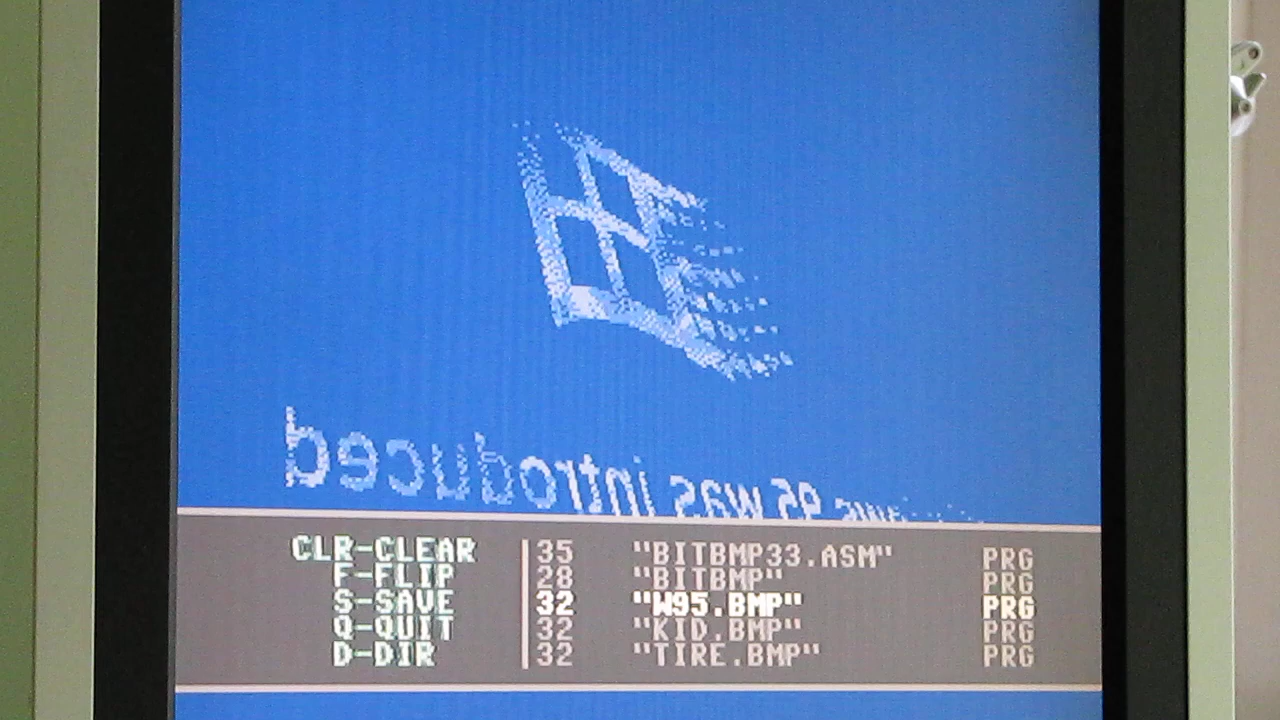 95 was introduced
CLR-CLEAR
F-FLIP
S-SAVE
Q-QUIT
D-DIR
35 "BITBMP33.ASM" PRG
28 "BITBMP" PRG
32 "W95.BMP" PRG
32 "KID.BMP" PRG
32 "TIRE.BMP" PRG